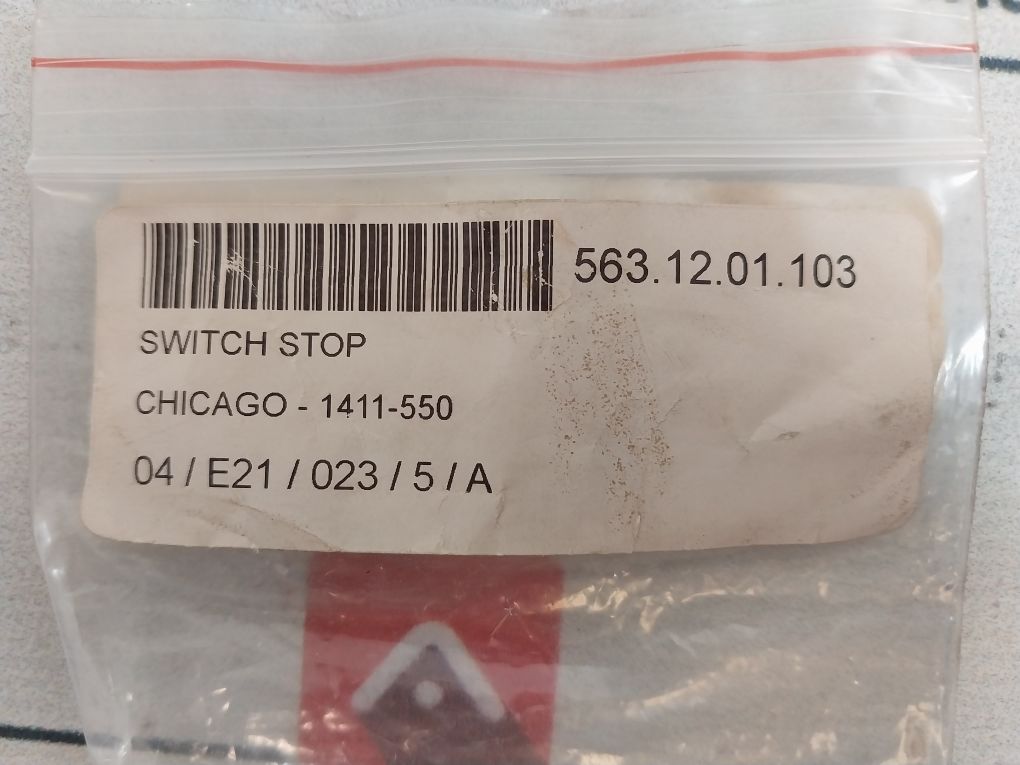 563.12.01.103
SWITCH STOP
CHICAGO - 1411-550
04 / E21 / 023 / 5 / A